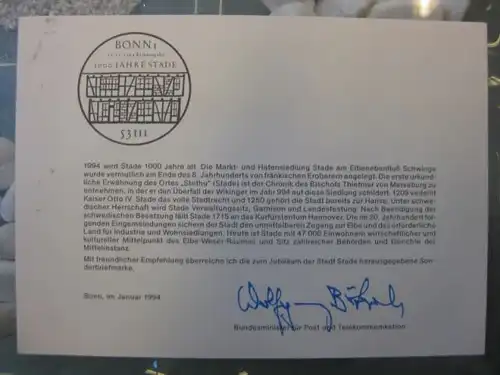 BONN 1
1000 JAHRE STADE
53111
1994 wird Stade 1000 Jahre alt. Die Markt- und Hafensiedlung Stade am Elbnebenfluß Schwinge
wurde vermutlich am Ende des 8. Jahrhunderts von fränkischen Eroberern angelegt. Die erste urkund-
liche Erwähnung des Ortes „Stethu" (Stade) ist der Chronik des Bischofs Thietmar von Merseburg zu
entnehmen, in der er den Überfall der Wikinger im Jahr 994 auf diese Siedlung schildert. 1209 verleiht
Kaiser Otto IV. Stade das volle Stadtrecht und 1250 gehört die Stadt bereits zur Hanse. Unter schwe-
discher Herrschaft wird Stade Verwaltungssitz, Garnison und Landesfestung. Nach Beendigung der
schwedischen Besetzung fällt Stade 1715 an das Kurfürstentum Hannover. Die im 20. Jahrhundert fol-
genden Eingemeindungen sichern der Stadt den unmittelbaren Zugang zur Elbe und das erforderliche
Land für Industrie und Wohnsiedlungen. Heute ist Stade mit 47 000 Einwohnern wirtschaftlicher und
kultureller Mittelpunkt des Elbe-Weser-Raumes und Sitz zahlreicher Behörden und Gerichte der
Mittelinstanz.
Mit freundlicher Empfehlung überreiche ich die zum Jubiläum der Stadt Stade herausgegebene Son-
derbriefmarke.
Bonn, im Januar 1994
Wolfgang Bötsch
Bundesminister für Post und Telekommunikation